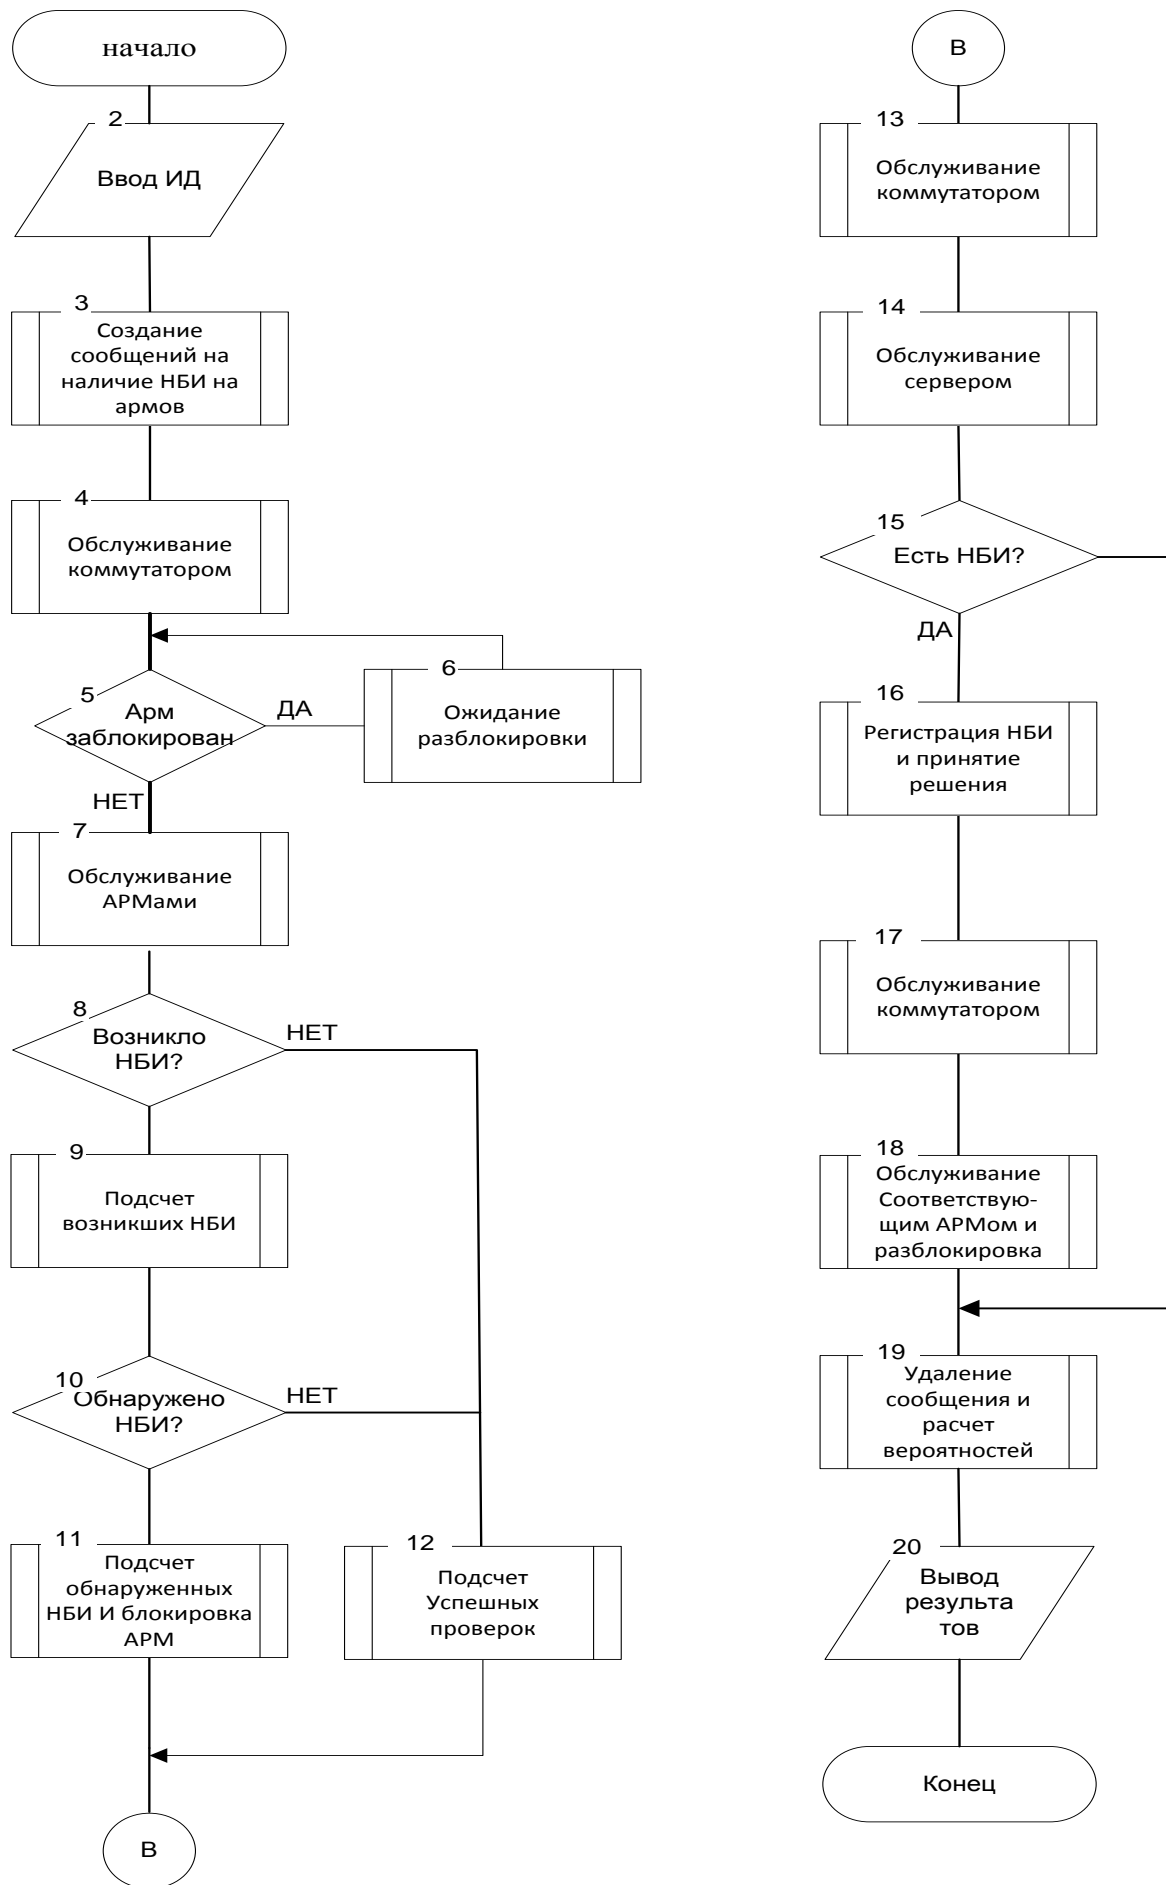 начало
2
Ввод ИД
3
Создание
сообщений на
наличие НБИ на
армов
4
Обслуживание
коммутатором
5
Арм
заблокирован
ДА
6
Ожидание
разблокировки
НЕТ
7
Обслуживание
АРМами
8
Возникло
НБИ?
НЕТ
9
Подсчет
возникших НБИ
10
Обнаружено
НБИ?
НЕТ
11
Подсчет
обнаруженных
НБИ И блокировка
АРМ
12
Подсчет
Успешных
проверок
В
В
13
Обслуживание
коммутатором
14
Обслуживание
сервером
15
Есть НБИ?
ДА
16
Регистрация НБИ
и принятие
решения
17
Обслуживание
коммутатором
18
Обслуживание
Соответствую-
щим АРМом и
разблокировка
19
Удаление
сообщения и
расчет
вероятностей
20
Вывод
результа
тов
Конец